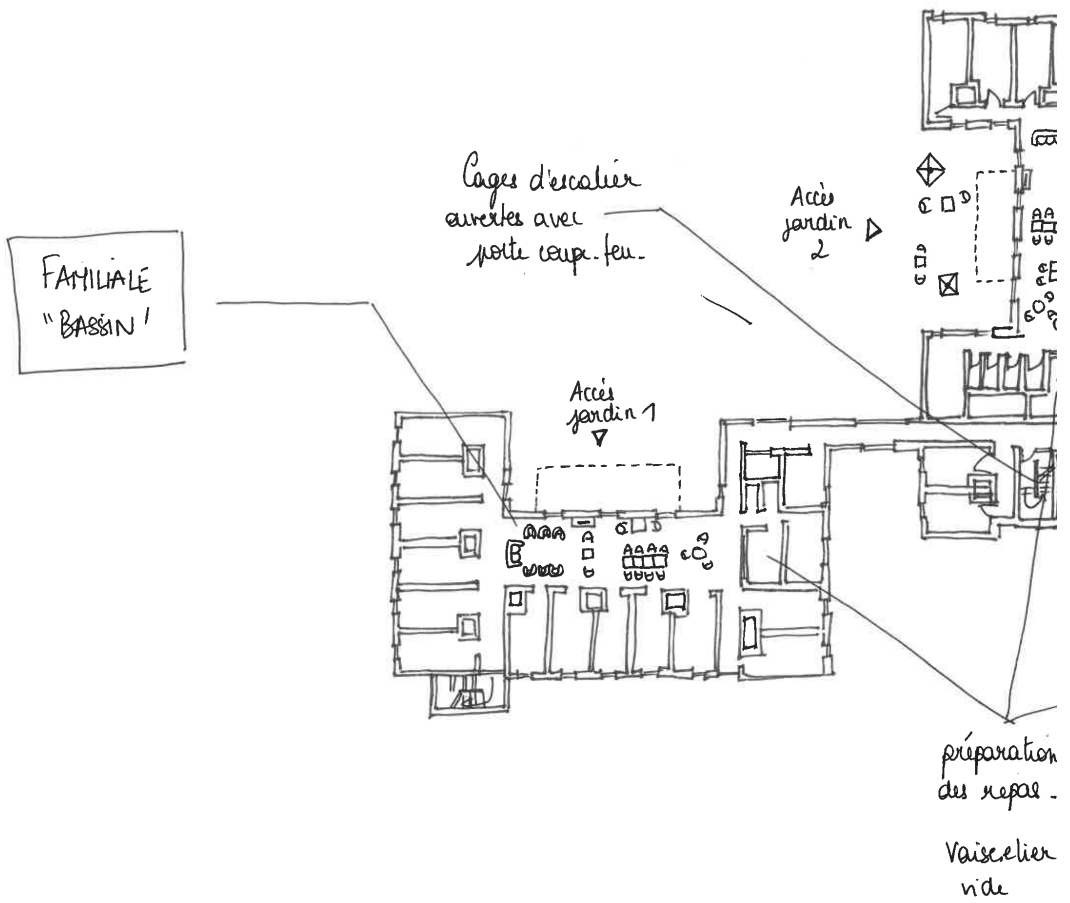 Cages d'escalier
ouvertes avec
porte coupe-feu.
Accès
jardin
2
FAMILIALE
"BASSIN"
Accès
jardin 1
préparation
des repas.
Vaisselier
vide